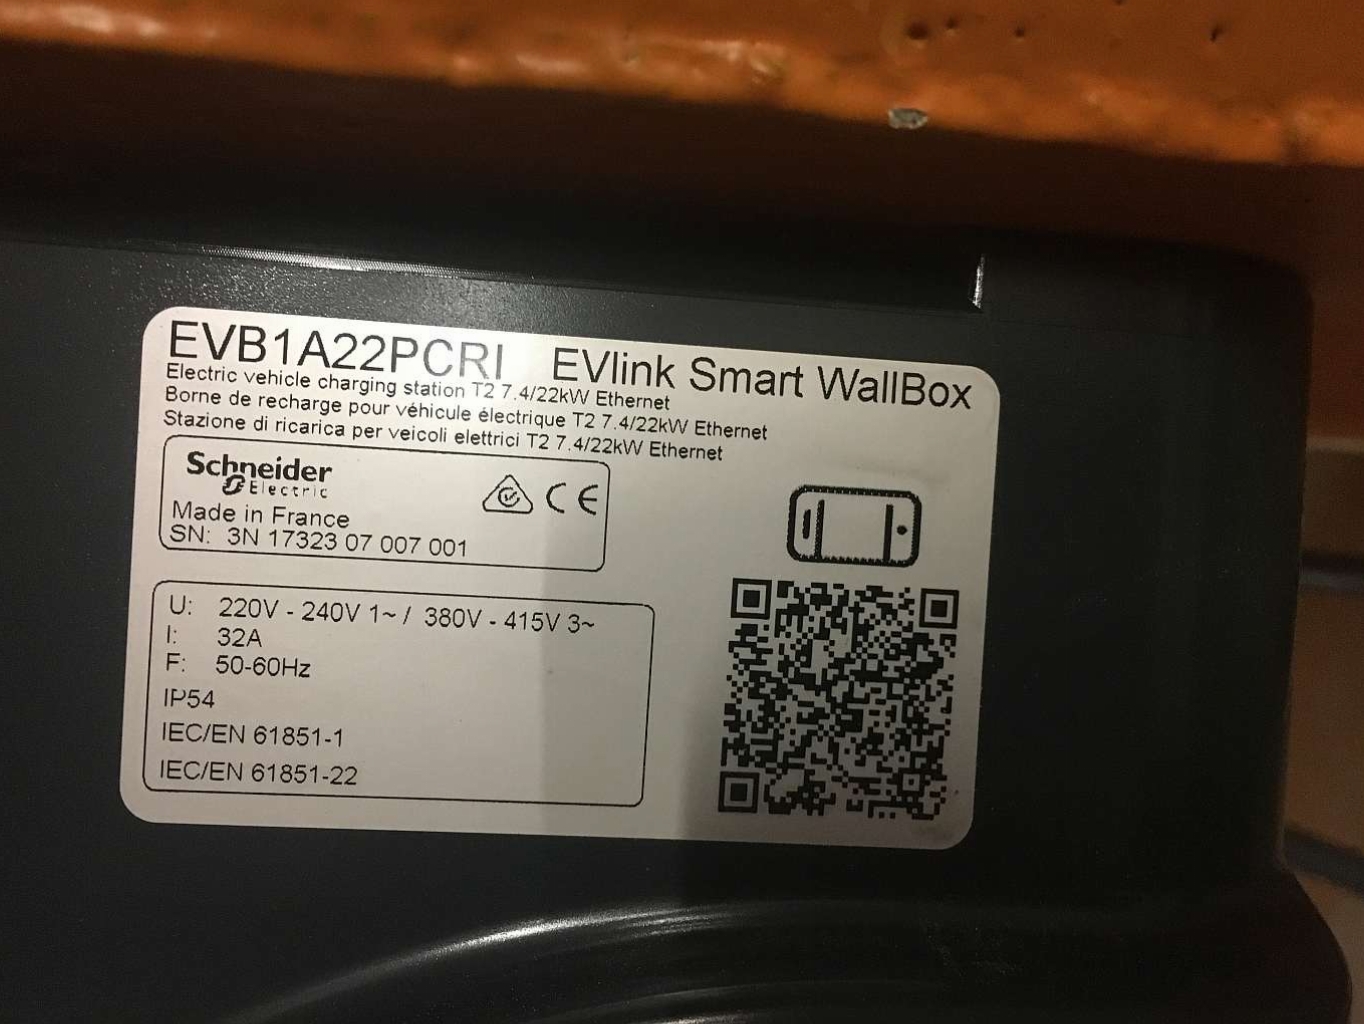 EVB1A22PCRI EVlink Smart WallBox
Electric vehicle charging station T2 7.4/22kW Ethernet
Borne de recharge pour véhicule électrique T2 7.4/22kW Ethernet
Stazione di ricarica per veicoli elettrici T2 7.4/22kW Ethernet
Schneider
Electric
CE
Made in France
SN: 3N 17323 07 007 001
U: 220V - 240V 1~ / 380V - 415V 3~
I: 32A
F: 50-60Hz
IP54
IEC/EN 61851-1
IEC/EN 61851-22